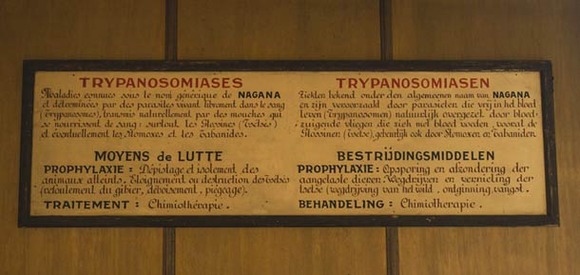 TRYPANOSOMIASES
Maladies connues sous le nom générique de NAGANA
et déterminées par des parasites vivant librement dans le sang
(Trypanosomes), transmis naturellement par des mouches qui
se nourrissent de sang surtout les Glossines (Tsétsés)
et éventuellement les Stomoxes et les Tabanides.
MOYENS de LUTTE
PROPHYLAXIE : Dépistage et isolement des
animaux atteints. Eloignement ou destruction des tsétsés
(refoulement du gibier, déboisement, piégeage).
TRAITEMENT : Chimiothérapie.
TRYPANOSOMIASEN
Ziekten bekend onder den algemeenen naam van NAGANA
en zijn veroorzaakt door parasieten die vrij in het bloed
leven (Trypanosomen) natuurlijk overgezet door bloed-
zuigende vliegen die zich met bloed voeden, vooral de
Glossinen (tsetse), gebeurlijk ook door Stomoxen en Tabaniden.
BESTRIJDINGSMIDDELEN
PROPHYLAXIE : Opsporing en afzondering der
aangetaste dieren. Wegdrijven en vernieling der
tsetse (wegdrijving van het wild, ontginning, vangst).
BEHANDELING : Chimiotherapie.